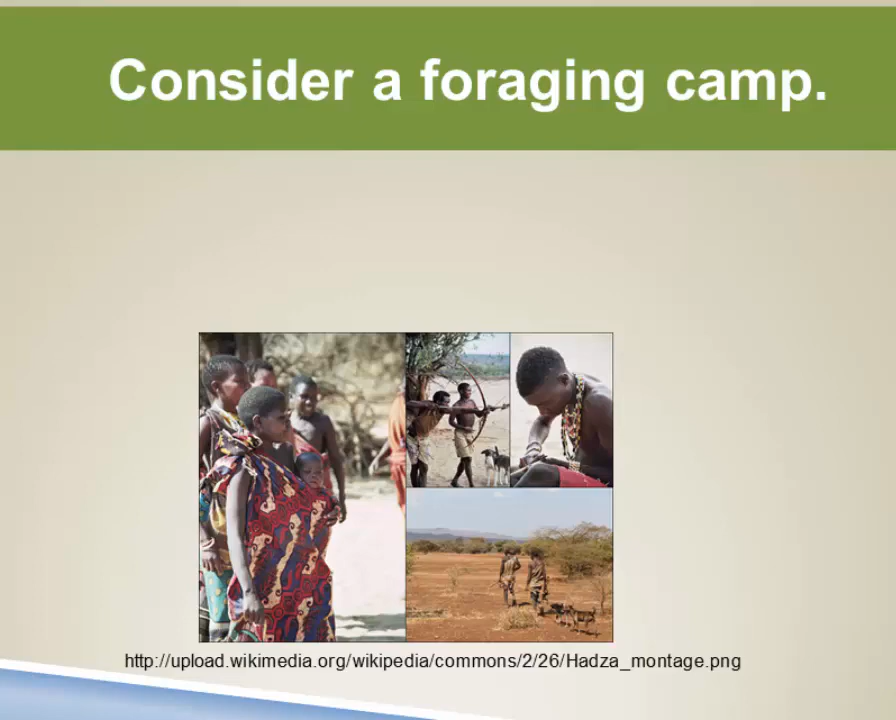 Consider a foraging camp.
http://upload.wikimedia.org/wikipedia/commons/2/26/Hadza_montage.png